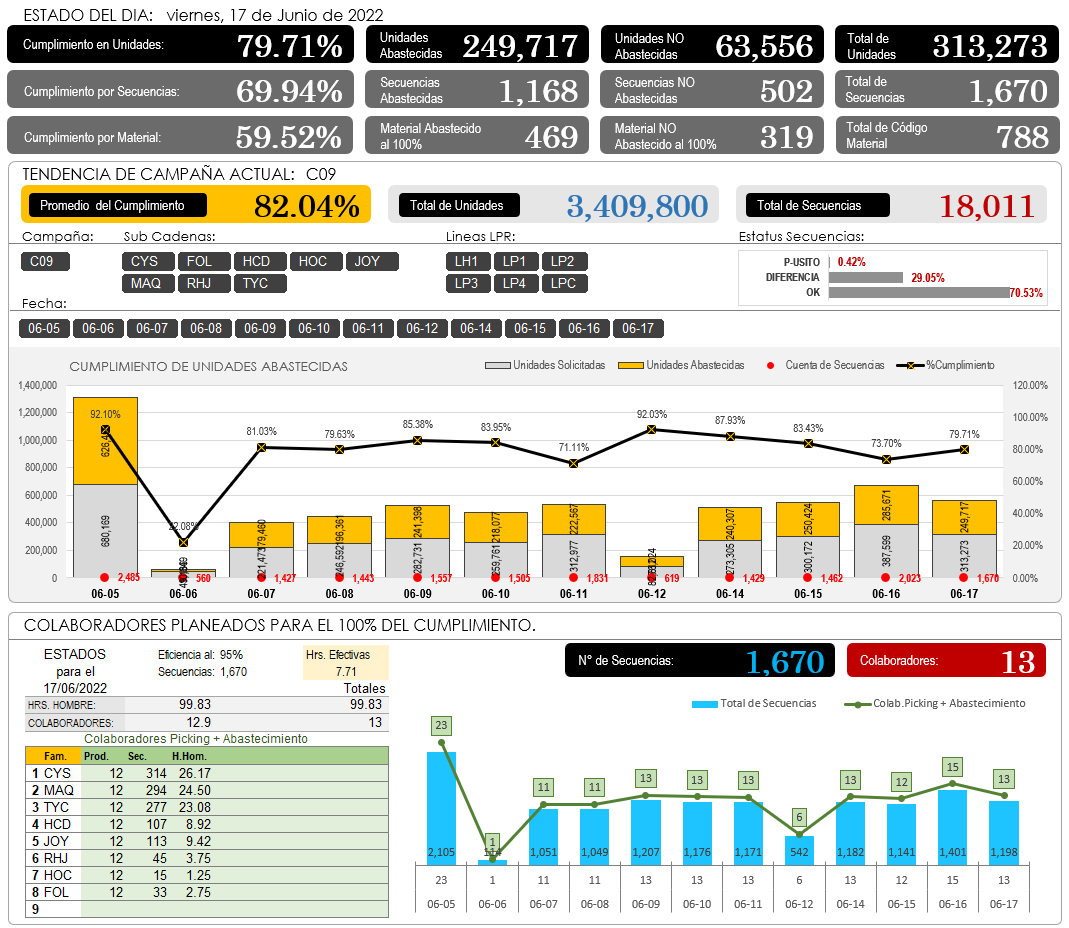 ESTADO DEL DIA: viernes, 17 de Junio de 2022
Cumplimiento en Unidades: 79.71%
Unidades Abastecidas 249,717
Unidades NO Abastecidas 63,556
Total de Unidades 313,273
Cumplimiento por Secuencias: 69.94%
Secuencias Abastecidas 1,168
Secuencias NO Abastecidas 502
Total de Secuencias 1,670
Cumplimiento por Material: 59.52%
Material Abastecido al 100% 469
Material NO Abastecido al 100% 319
Total de Código Material 788
TENDENCIA DE CAMPAÑA ACTUAL: C09
Promedio del Cumplimiento 82.04%
Total de Unidades 3,409,800
Total de Secuencias 18,011
Campaña: Sub Cadenas: Lineas LPR: Estatus Secuencias:
C09 CYS FOL HCD HOC JOY LH1 LP1 LP2
MAQ RHJ TYC LP3 LP4 LPC
P-USITO 0.42%
DIFERENCIA 29.05%
OK 70.53%
Fecha:
06-05 06-06 06-07 06-08 06-09 06-10 06-11 06-12 06-14 06-15 06-16 06-17
CUMPLIMIENTO DE UNIDADES ABASTECIDAS
Unidades Solicitadas Unidades Abastecidas Cuenta de Secuencias %Cumplimiento
1,400,000
1,200,000
1,000,000
800,000
600,000
400,000
200,000
0
120.00%
100.00%
80.00%
60.00%
40.00%
20.00%
0.00%
92.10% 81.03% 79.63% 85.38% 83.95% 71.11% 92.03% 87.93% 83.43% 73.70% 79.71%
196,361 241,398 218,077 222,567 240,307 250,424 285,671 249,717
680,169 246,592 282,731 259,761 312,977 273,305 300,172 387,599 313,273
2,485 560 1,427 1,443 1,557 1,505 1,831 619 1,429 1,462 2,023 1,670
06-05 06-06 06-07 06-08 06-09 06-10 06-11 06-12 06-14 06-15 06-16 06-17
COLABORADORES PLANEADOS PARA EL 100% DEL CUMPLIMIENTO.
ESTADOS para el 17/06/2022
Eficiencia al: 95%
Secuencias: 1,670
Hrs. Efectivas
7.71
Totales
HRS. HOMBRE: 99.83 99.83
COLABORADORES: 12.9 13
Colaboradores Picking + Abastecimiento
Fam. Prod. Sec. H.Hom.
1 CYS 12 314 26.17
2 MAQ 12 294 24.50
3 TYC 12 277 23.08
4 HCD 12 107 8.92
5 JOY 12 113 9.42
6 RHJ 12 45 3.75
7 HOC 12 15 1.25
8 FOL 12 33 2.75
9
N° de Secuencias: 1,670
Colaboradores: 13
Total de Secuencias Colab.Picking + Abastecimiento
23 1 11 11 13 13 13 6 13 12 15 13
2,105 1,051 1,049 1,207 1,176 1,171 542 1,182 1,141 1,401 1,198
23 1 11 11 13 13 13 6 13 12 15 13
06-05 06-06 06-07 06-08 06-09 06-10 06-11 06-12 06-14 06-15 06-16 06-17